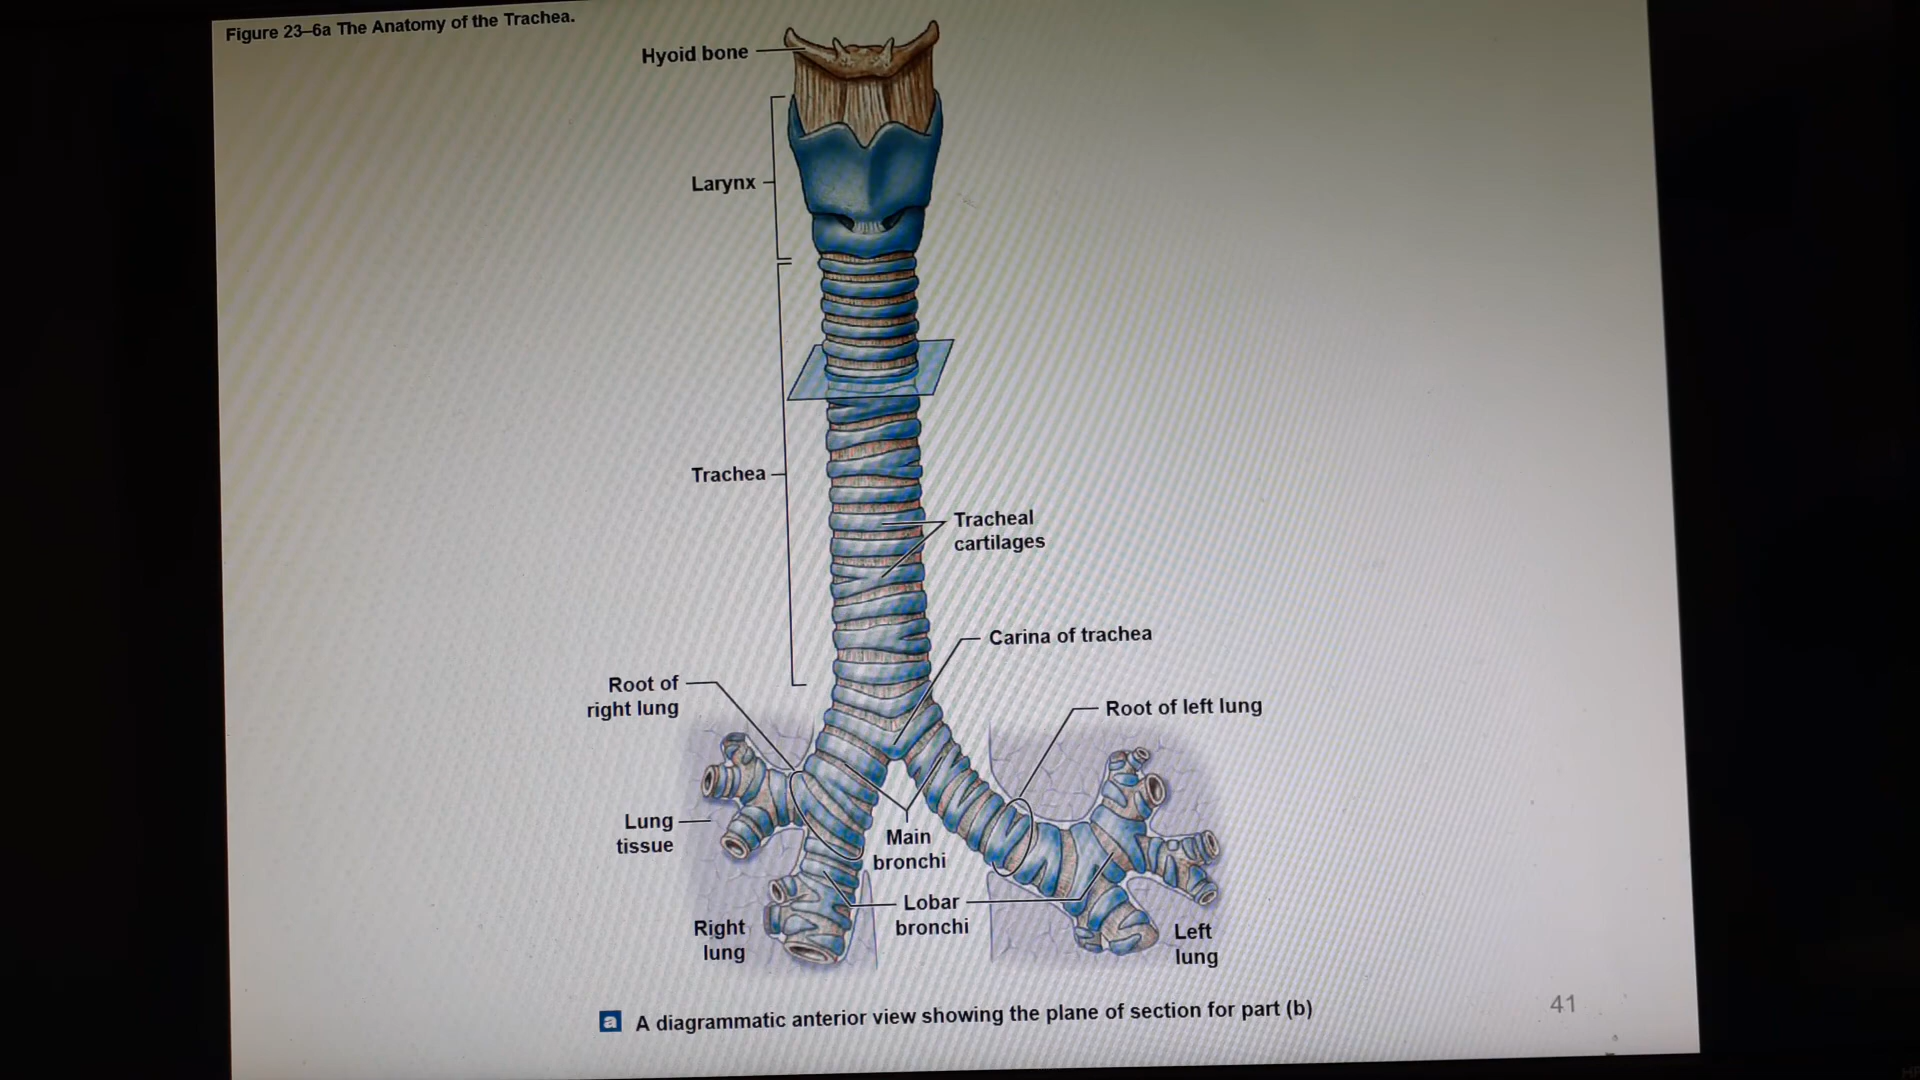 Figure 23–6a The Anatomy of the Trachea.
Hyoid bone
Larynx
Trachea
Tracheal
cartilages
Carina of trachea
Root of
right lung
Root of left lung
Lung
tissue
Main
bronchi
Lobar
bronchi
Right
lung
Left
lung
a A diagrammatic anterior view showing the plane of section for part (b)
41